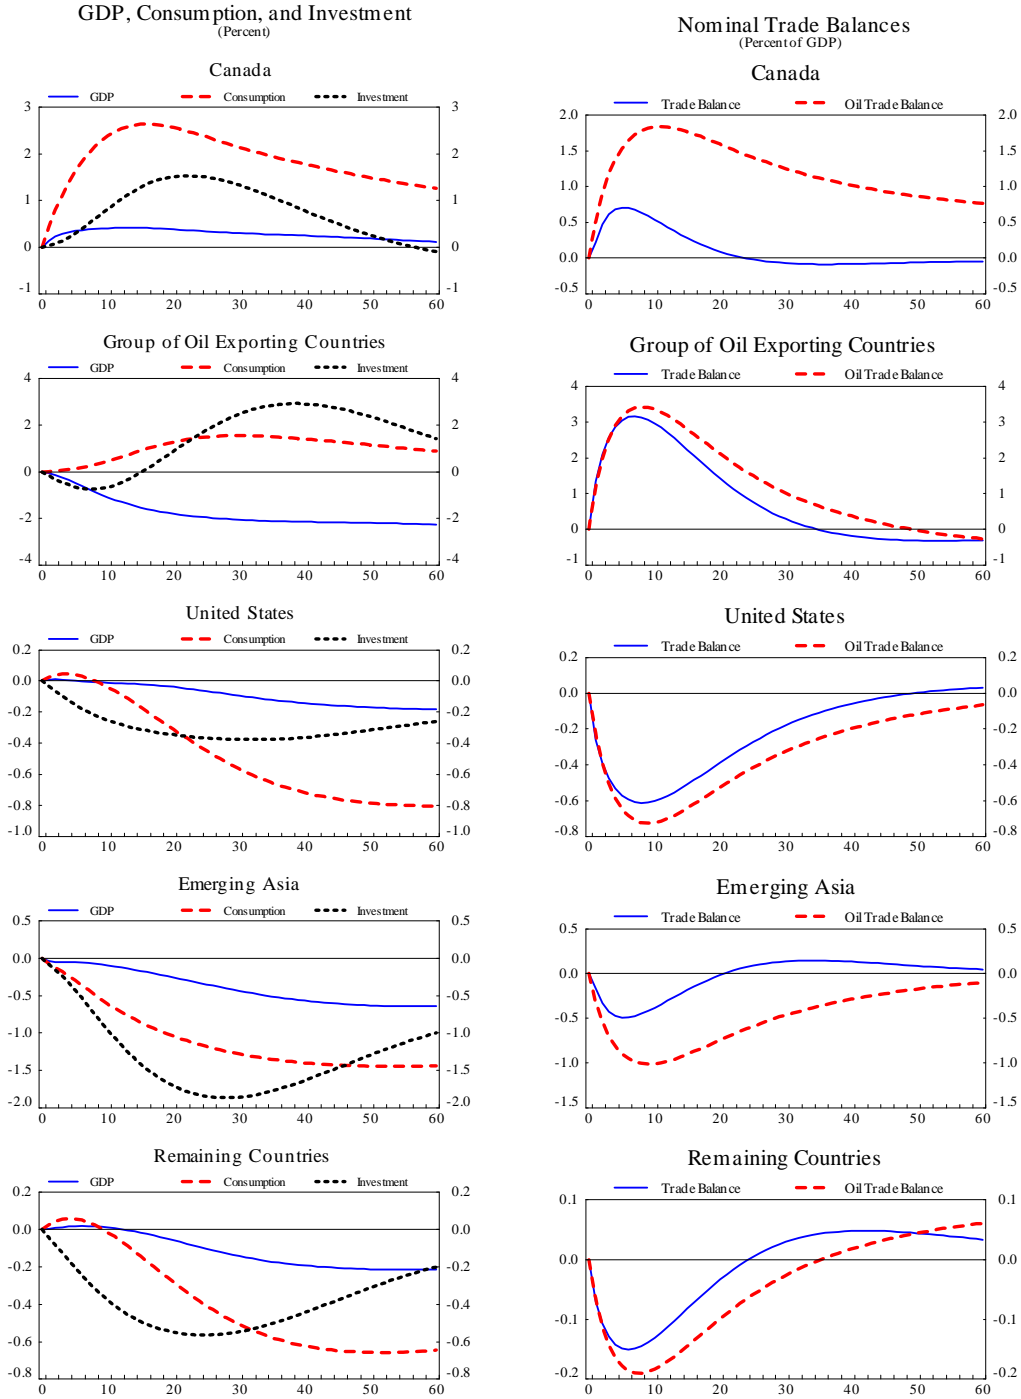 GDP, Consumption, and Investment
(Percent)
Canada
GDP Consumption Investment
3 3
2 2
1 1
0 0
-1 -1
0 10 20 30 40 50 60
Group of Oil Exporting Countries
GDP Consumption Investment
4 4
2 2
0 0
-2 -2
-4 -4
0 10 20 30 40 50 60
United States
GDP Consumption Investment
0.2 0.2
0.0 0.0
-0.2 -0.2
-0.4 -0.4
-0.6 -0.6
-0.8 -0.8
-1.0 -1.0
0 10 20 30 40 50 60
Emerging Asia
GDP Consumption Investment
0.5 0.5
0.0 0.0
-0.5 -0.5
-1.0 -1.0
-1.5 -1.5
-2.0 -2.0
0 10 20 30 40 50 60
Remaining Countries
GDP Consumption Investment
0.2 0.2
0.0 0.0
-0.2 -0.2
-0.4 -0.4
-0.6 -0.6
-0.8 -0.8
0 10 20 30 40 50 60
Nominal Trade Balances
(Percent of GDP)
Canada
Trade Balance Oil Trade Balance
2.0 2.0
1.5 1.5
1.0 1.0
0.5 0.5
0.0 0.0
-0.5 -0.5
0 10 20 30 40 50 60
Group of Oil Exporting Countries
Trade Balance Oil Trade Balance
4 4
3 3
2 2
1 1
0 0
-1 -1
0 10 20 30 40 50 60
United States
Trade Balance Oil Trade Balance
0.2 0.2
0.0 0.0
-0.2 -0.2
-0.4 -0.4
-0.6 -0.6
-0.8 -0.8
0 10 20 30 40 50 60
Emerging Asia
Trade Balance Oil Trade Balance
0.5 0.5
0.0 0.0
-0.5 -0.5
-1.0 -1.0
-1.5 -1.5
0 10 20 30 40 50 60
Remaining Countries
Trade Balance Oil Trade Balance
0.1 0.1
0.0 0.0
-0.1 -0.1
-0.2 -0.2
0 10 20 30 40 50 60